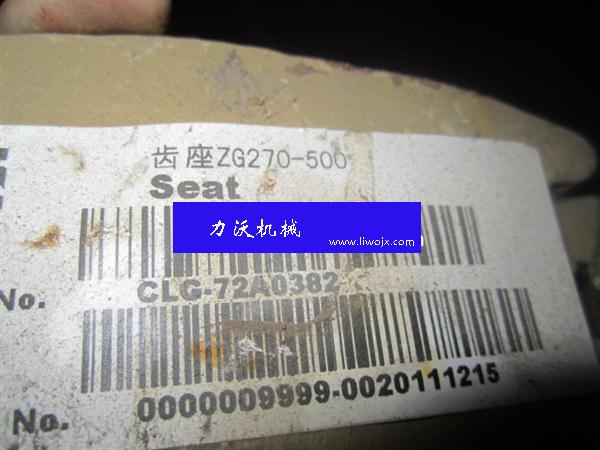 齿座ZG270-500
Seat
力沃机械
www.liwojx.com
No.
CLG-72A0382
No.
0000009999-0020111215